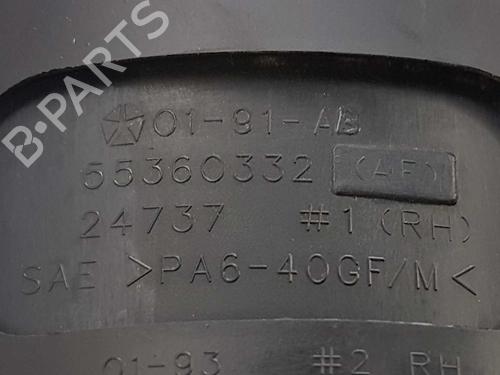 B-PARTS
01-91-AB
55360332 (AF)
24737 #1 (RH)
SAE >PA6-40GF/M<
01-93 #2 RH